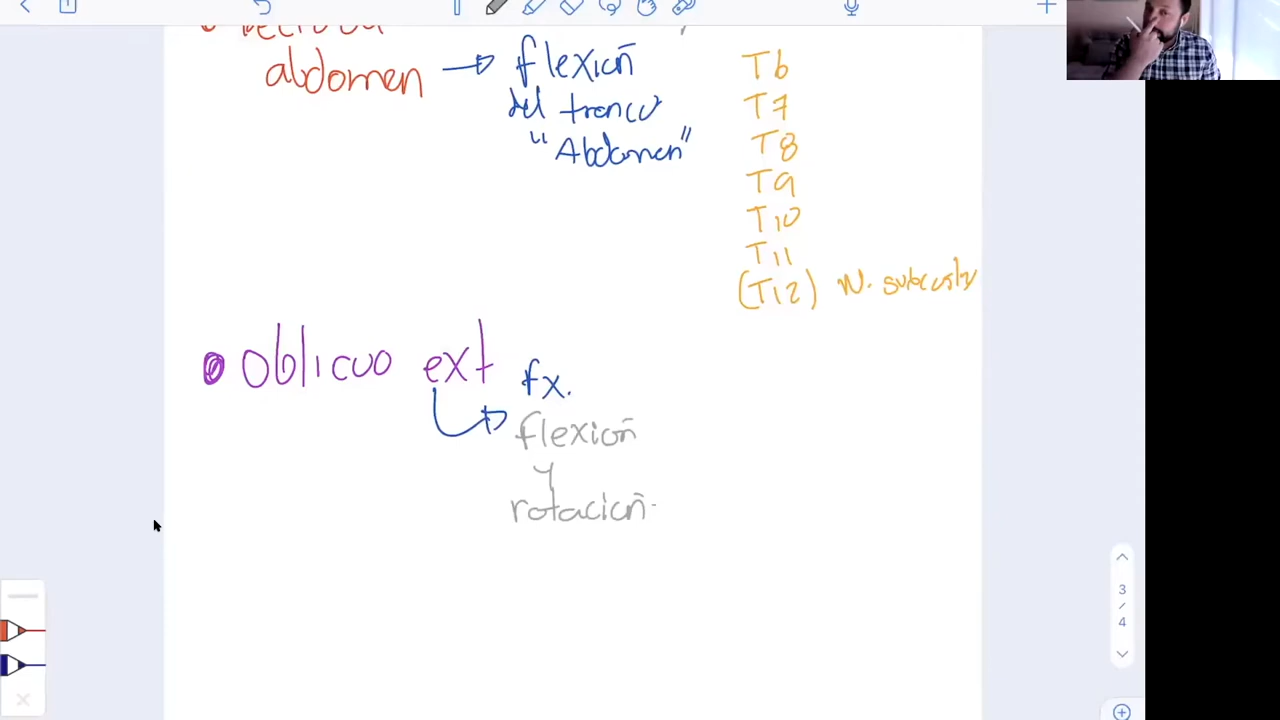 abdomen → flexión
del tronco
"Abdomen"
T6
T7
T8
T9
T10
T11
(T12) N. subcostal
Oblicuo ext
fx.
flexión
y
rotación
3
/
4